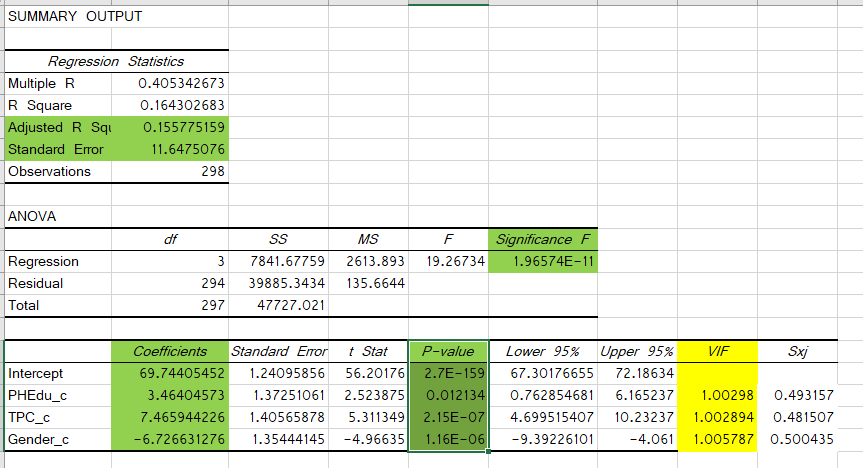 SUMMARY OUTPUT
Regression Statistics
Multiple R 0.405342673
R Square 0.164302683
Adjusted R Squ 0.155775159
Standard Error 11.6475076
Observations 298
ANOVA
df SS MS F Significance F
Regression 3 7841.67759 2613.893 19.26734 1.96574E-11
Residual 294 39885.3434 135.6644
Total 297 47727.021
Coefficients Standard Error t Stat P-value Lower 95% Upper 95% VIF Sxj
Intercept 69.74405452 1.24095856 56.20176 2.7E-159 67.30176655 72.18634
PHEdu_c 3.46404573 1.37251061 2.523875 0.012134 0.762854681 6.165237 1.00298 0.493157
TPC_c 7.465944226 1.40565878 5.311349 2.15E-07 4.699515407 10.23237 1.002894 0.481507
Gender_c -6.726631276 1.35444145 -4.96635 1.16E-06 -9.39226101 -4.061 1.005787 0.500435